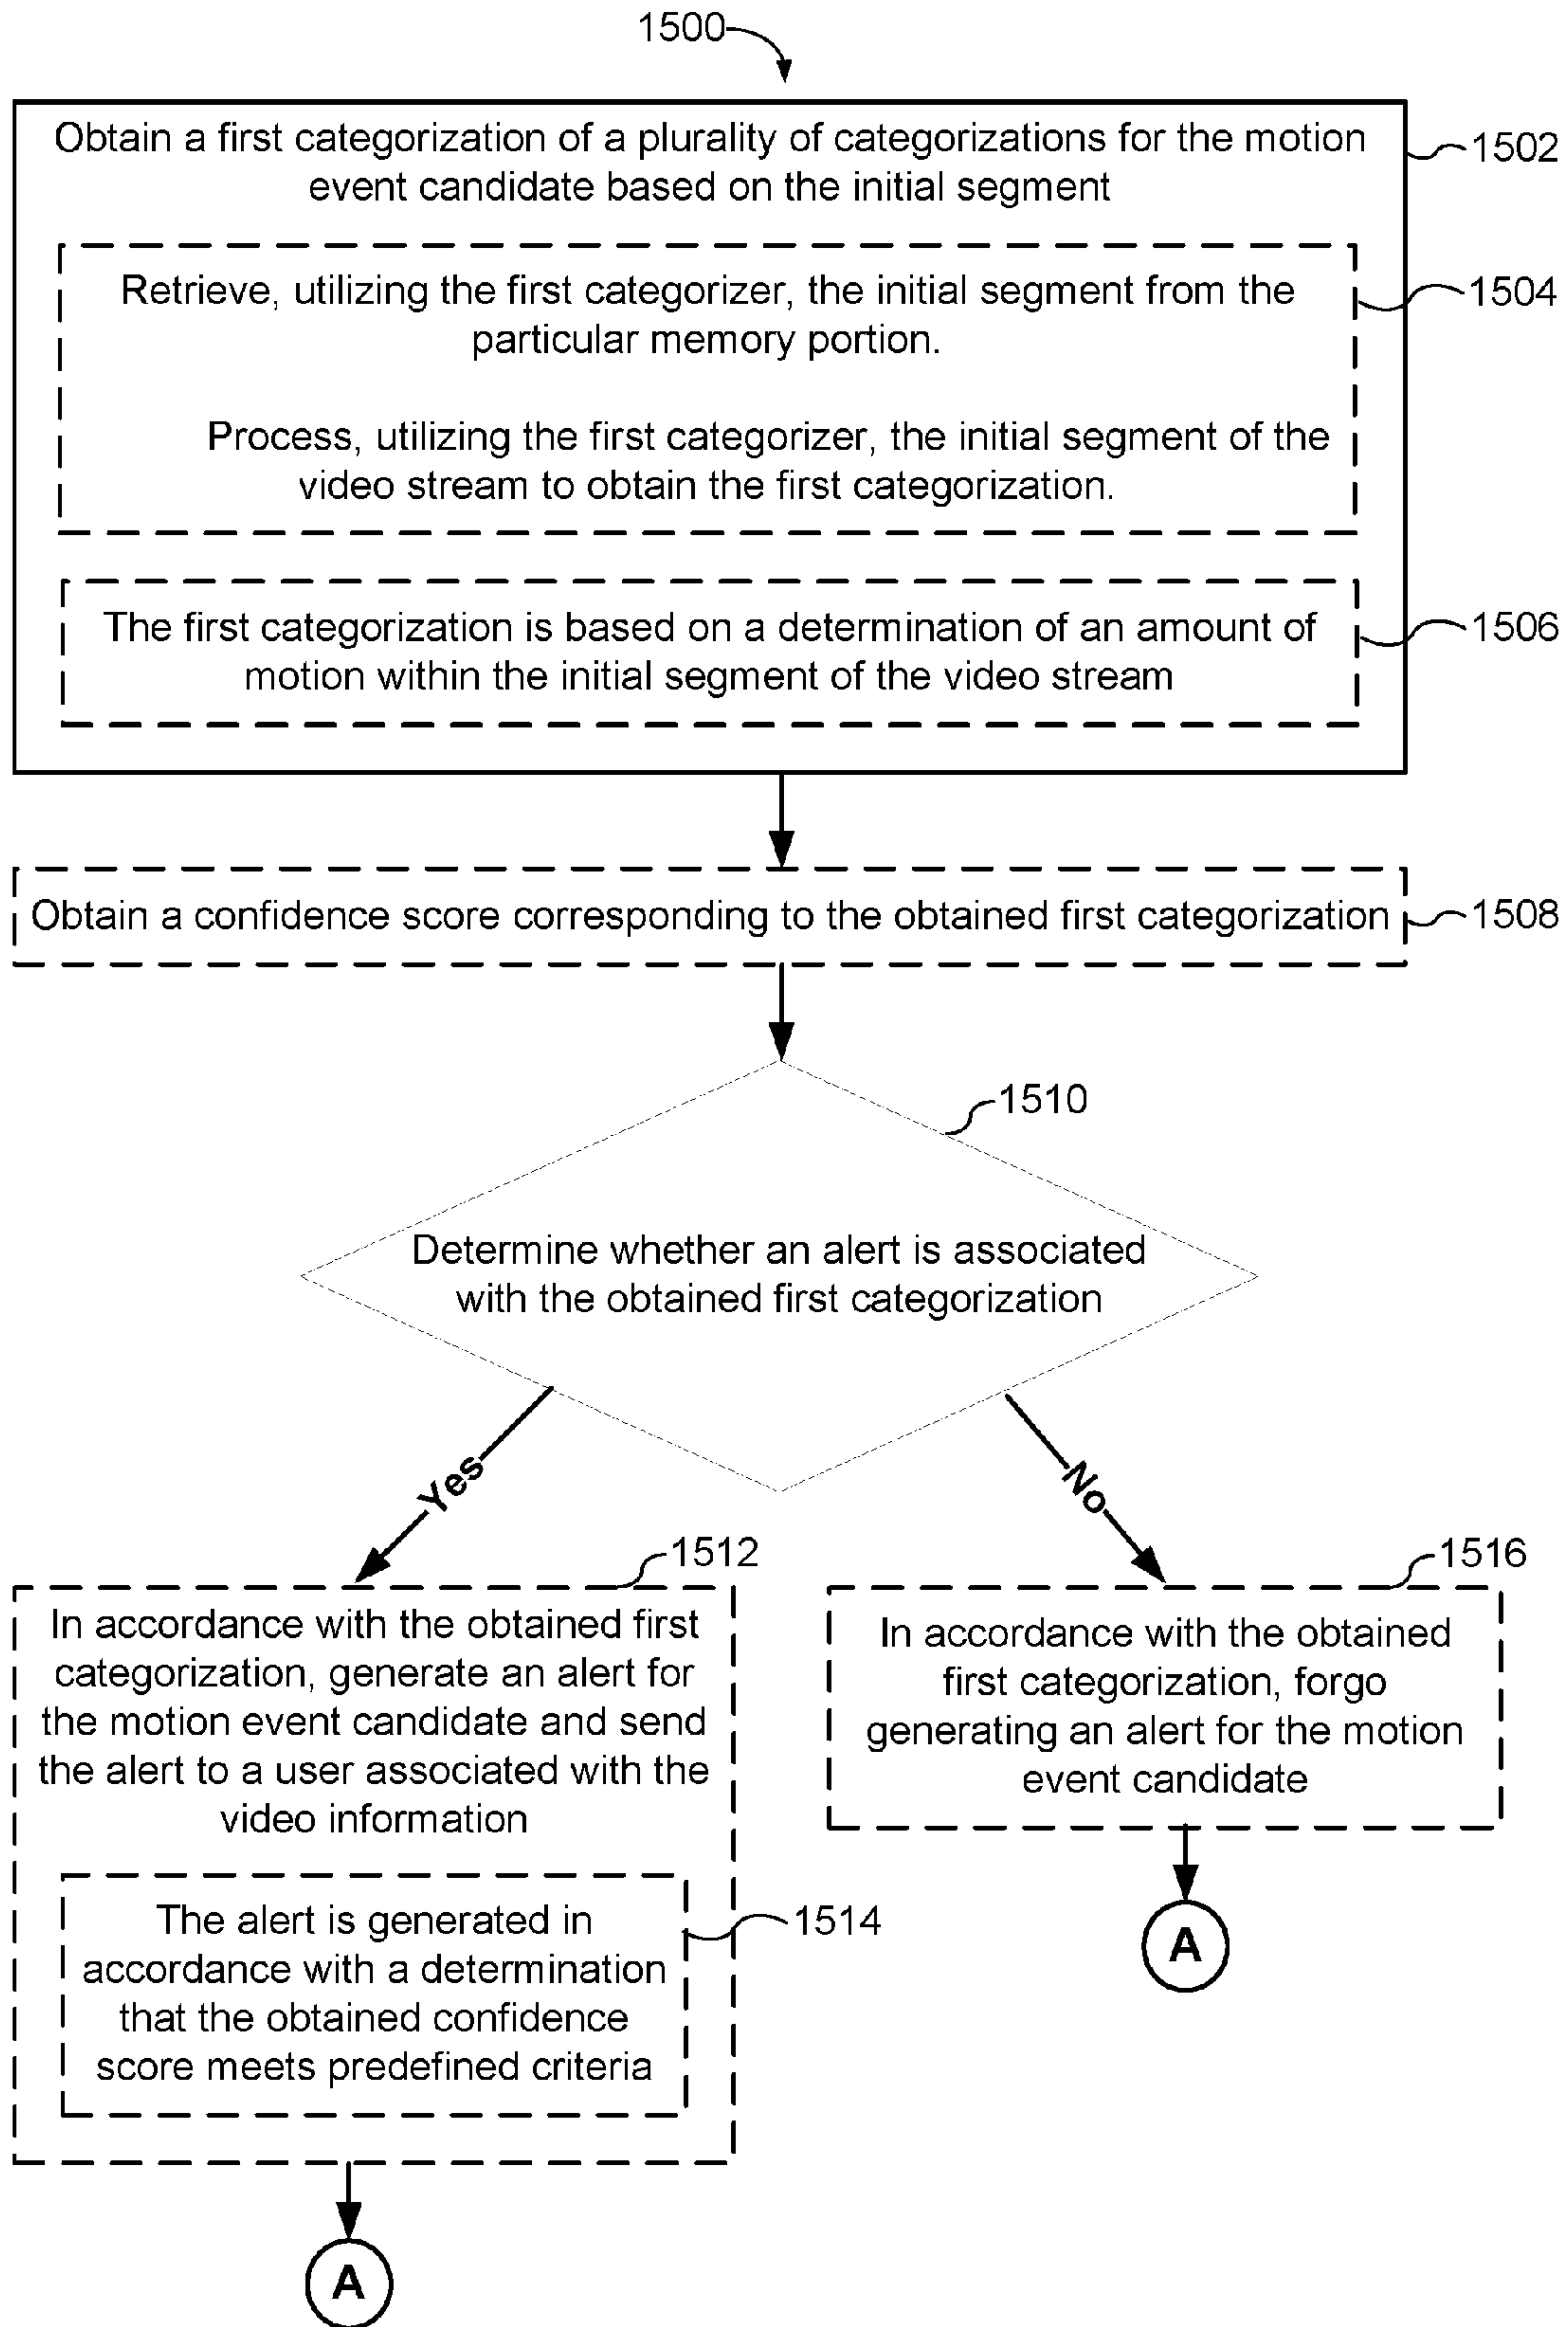 1500
Obtain a first categorization of a plurality of categorizations for the motion
event candidate based on the initial segment
1502
Retrieve, utilizing the first categorizer, the initial segment from the
particular memory portion.
1504
Process, utilizing the first categorizer, the initial segment of the
video stream to obtain the first categorization.
The first categorization is based on a determination of an amount of
motion within the initial segment of the video stream
1506
Obtain a confidence score corresponding to the obtained first categorization
1508
1510
Determine whether an alert is associated
with the obtained first categorization
Yes
No
1512
In accordance with the obtained first
categorization, generate an alert for
the motion event candidate and send
the alert to a user associated with the
video information
1514
The alert is generated in
accordance with a determination
that the obtained confidence
score meets predefined criteria
A
1516
In accordance with the obtained
first categorization, forgo
generating an alert for the motion
event candidate
A